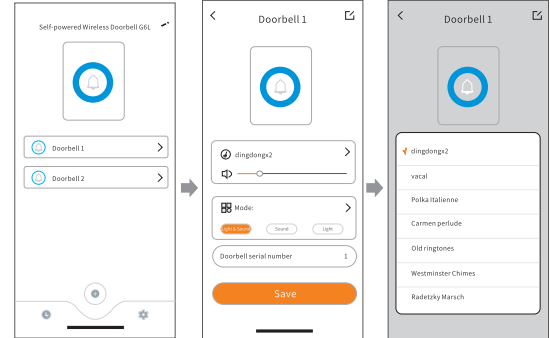 Self-powered Wireless Doorbell G6L
Doorbell 1
Doorbell 2
Doorbell 1
dingdongx2
Mode:
Light & Sound
Sound
Light
Doorbell serial number 1
Save
Doorbell 1
dingdongx2
vacal
Polka Italienne
Carmen perlude
Old ringtones
Westminster Chimes
Radetzky Marsch